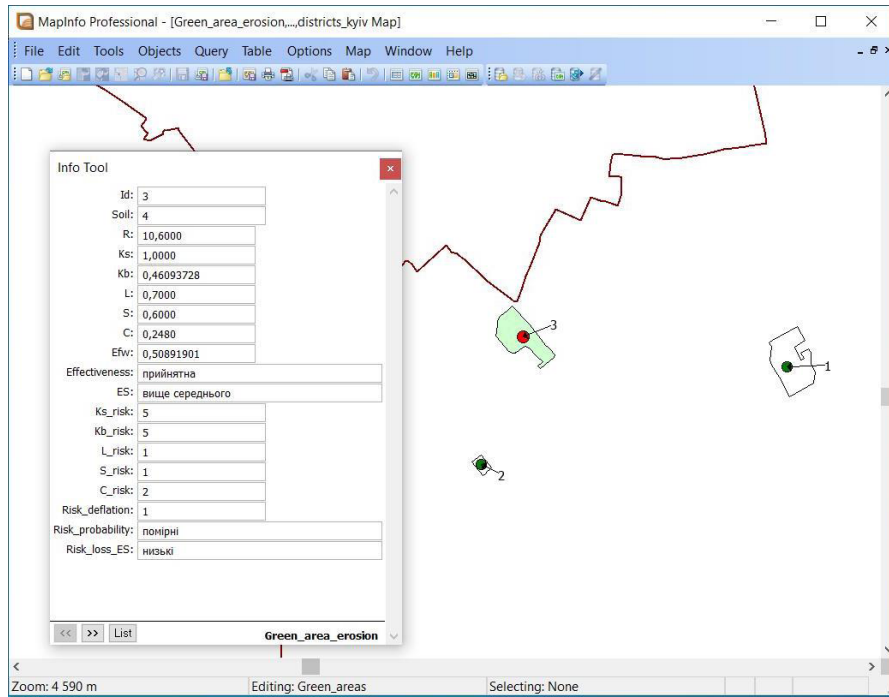 MapInfo Professional - [Green_area_erosion,...,districts_kyiv Map]
File Edit Tools Objects Query Table Options Map Window Help
Info Tool
Id: 3
Soil: 4
R: 10,6000
Ks: 1,0000
Kb: 0,46093728
L: 0,7000
S: 0,6000
C: 0,2480
Efw: 0,50891901
Effectiveness: прийнятна
ES: вище середнього
Ks_risk: 5
Kb_risk: 5
L_risk: 1
S_risk: 1
C_risk: 2
Risk_deflation: 1
Risk_probability: помірні
Risk_loss_ES: низькі
<< >> List
Green_area_erosion
3
1
2
Zoom: 4 590 m
Editing: Green_areas
Selecting: None